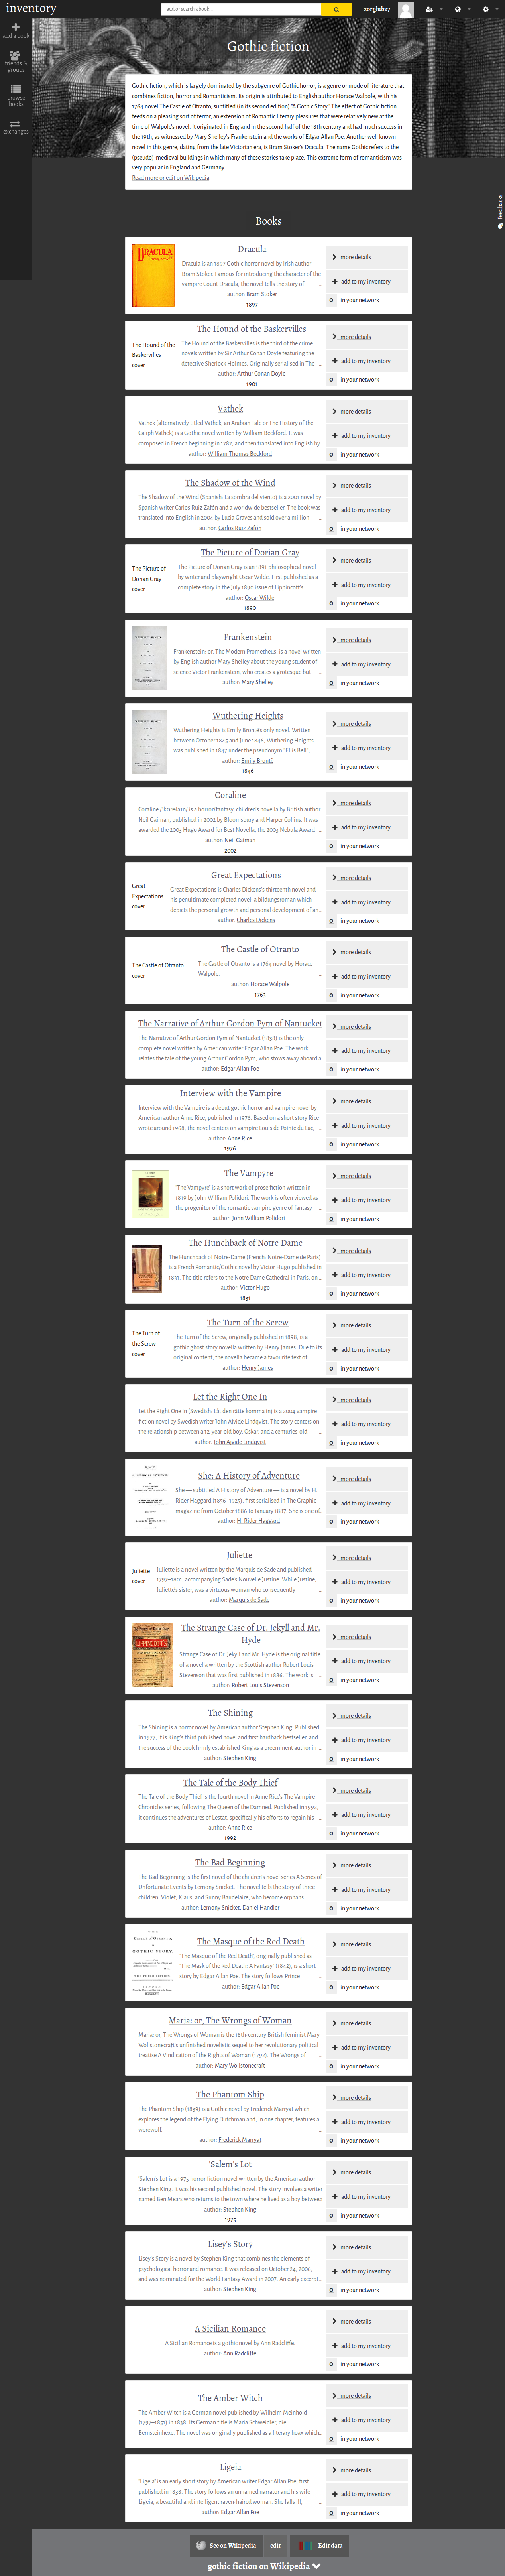 inventory
add or search a book...
zorglub27
add a book
friends &
groups
browse
books
exchanges
Feedbacks
Gothic fiction
Gothic fiction, which is largely dominated by the subgenre of Gothic horror, is a genre or mode of literature that
combines fiction, horror and Romanticism. Its origin is attributed to English author Horace Walpole, with his
1764 novel The Castle of Otranto, subtitled (in its second edition) "A Gothic Story." The effect of Gothic fiction
feeds on a pleasing sort of terror, an extension of Romantic literary pleasures that were relatively new at the
time of Walpole's novel. It originated in England in the second half of the 18th century and had much success in
the 19th, as witnessed by Mary Shelley's Frankenstein and the works of Edgar Allan Poe. Another well known
novel in this genre, dating from the late Victorian era, is Bram Stoker's Dracula. The name Gothic refers to the
(pseudo)-medieval buildings in which many of these stories take place. This extreme form of romanticism was
very popular in England and Germany.
Read more or edit on Wikipedia
Books
DRACULA
Dracula
Dracula is an 1897 Gothic horror novel by Irish author
Bram Stoker. Famous for introducing the character of the
vampire Count Dracula, the novel tells the story of ...
author: Bram Stoker
1897
more details
add to my inventory
0 in your network
The Hound of the
Baskervilles
cover
The Hound of the Baskervilles
The Hound of the Baskervilles is the third of the crime
novels written by Sir Arthur Conan Doyle featuring the
detective Sherlock Holmes. Originally serialised in The ...
author: Arthur Conan Doyle
1901
more details
add to my inventory
0 in your network
Vathek
Vathek (alternatively titled Vathek, an Arabian Tale or The History of the
Caliph Vathek) is a Gothic novel written by William Beckford. It was
composed in French beginning in 1782, and then translated into English by...
author: William Thomas Beckford
more details
add to my inventory
0 in your network
The Shadow of the Wind
The Shadow of the Wind (Spanish: La sombra del viento) is a 2001 novel by
Spanish writer Carlos Ruiz Zafón and a worldwide bestseller. The book was
translated into English in 2004 by Lucia Graves and sold over a million ...
author: Carlos Ruiz Zafón
more details
add to my inventory
0 in your network
The Picture of
Dorian Gray
cover
The Picture of Dorian Gray
The Picture of Dorian Gray is an 1891 philosophical novel
by writer and playwright Oscar Wilde. First published as a
complete story in the July 1890 issue of Lippincott's ...
author: Oscar Wilde
1890
more details
add to my inventory
0 in your network
Frankenstein
Frankenstein; or, The Modern Prometheus, is a novel written
by English author Mary Shelley about the young student of
science Victor Frankenstein, who creates a grotesque but ...
author: Mary Shelley
more details
add to my inventory
0 in your network
Wuthering Heights
Wuthering Heights is Emily Brontë's only novel. Written
between October 1845 and June 1846, Wuthering Heights
was published in 1847 under the pseudonym "Ellis Bell"; ...
author: Emily Brontë
1846
more details
add to my inventory
0 in your network
Coraline
Coraline /ˈkɒrəlaɪn/ is a horror/fantasy, children's novella by British author
Neil Gaiman, published in 2002 by Bloomsbury and Harper Collins. It was
awarded the 2003 Hugo Award for Best Novella, the 2003 Nebula Award ...
author: Neil Gaiman
2002
more details
add to my inventory
0 in your network
Great
Expectations
cover
Great Expectations
Great Expectations is Charles Dickens's thirteenth novel and
his penultimate completed novel; a bildungsroman which
depicts the personal growth and personal development of an...
author: Charles Dickens
more details
add to my inventory
0 in your network
The Castle of Otranto
cover
The Castle of Otranto
The Castle of Otranto is a 1764 novel by Horace
Walpole. ...
author: Horace Walpole
1763
more details
add to my inventory
0 in your network
The Narrative of Arthur Gordon Pym of Nantucket
The Narrative of Arthur Gordon Pym of Nantucket (1838) is the only
complete novel written by American writer Edgar Allan Poe. The work
relates the tale of the young Arthur Gordon Pym, who stows away aboard a
author: Edgar Allan Poe
more details
add to my inventory
0 in your network
Interview with the Vampire
Interview with the Vampire is a debut gothic horror and vampire novel by
American author Anne Rice, published in 1976. Based on a short story Rice
wrote around 1968, the novel centers on vampire Louis de Pointe du Lac, ...
author: Anne Rice
1976
more details
add to my inventory
0 in your network
The Vampyre
"The Vampyre" is a short work of prose fiction written in
1819 by John William Polidori. The work is often viewed as
the progenitor of the romantic vampire genre of fantasy ...
author: John William Polidori
more details
add to my inventory
0 in your network
The Hunchback of Notre Dame
The Hunchback of Notre-Dame (French: Notre-Dame de Paris)
is a French Romantic/Gothic novel by Victor Hugo published in
1831. The title refers to the Notre Dame Cathedral in Paris, on ...
author: Victor Hugo
1831
more details
add to my inventory
0 in your network
The Turn of
the Screw
cover
The Turn of the Screw
The Turn of the Screw, originally published in 1898, is a
gothic ghost story novella written by Henry James. Due to its
original content, the novella became a favourite text of ...
author: Henry James
more details
add to my inventory
0 in your network
Let the Right One In
Let the Right One In (Swedish: Låt den rätte komma in) is a 2004 vampire
fiction novel by Swedish writer John Ajvide Lindqvist. The story centers on
the relationship between a 12-year-old boy, Oskar, and a centuries-old ...
author: John Ajvide Lindqvist
more details
add to my inventory
0 in your network
She: A History of Adventure
She — subtitled A History of Adventure — is a novel by H.
Rider Haggard (1856–1925), first serialised in The Graphic
magazine from October 1886 to January 1887. She is one of...
author: H. Rider Haggard
more details
add to my inventory
0 in your network
Juliette
cover
Juliette
Juliette is a novel written by the Marquis de Sade and published
1797–1801, accompanying Sade's Nouvelle Justine. While Justine,
Juliette's sister, was a virtuous woman who consequently ...
author: Marquis de Sade
more details
add to my inventory
0 in your network
LIPPINCOTT'S
The Strange Case of Dr. Jekyll and Mr.
Hyde
Strange Case of Dr. Jekyll and Mr. Hyde is the original title
of a novella written by the Scottish author Robert Louis
Stevenson that was first published in 1886. The work is ...
author: Robert Louis Stevenson
more details
add to my inventory
0 in your network
The Shining
The Shining is a horror novel by American author Stephen King. Published
in 1977, it is King's third published novel and first hardback bestseller, and
the success of the book firmly established King as a preeminent author in ...
author: Stephen King
more details
add to my inventory
0 in your network
The Tale of the Body Thief
The Tale of the Body Thief is the fourth novel in Anne Rice's The Vampire
Chronicles series, following The Queen of the Damned. Published in 1992,
it continues the adventures of Lestat, specifically his efforts to regain his ...
author: Anne Rice
1992
more details
add to my inventory
0 in your network
The Bad Beginning
The Bad Beginning is the first novel of the children's novel series A Series of
Unfortunate Events by Lemony Snicket. The novel tells the story of three
children, Violet, Klaus, and Sunny Baudelaire, who become orphans ...
author: Lemony Snicket, Daniel Handler
more details
add to my inventory
0 in your network
The Masque of the Red Death
"The Masque of the Red Death", originally published as
"The Mask of the Red Death: A Fantasy" (1842), is a short
story by Edgar Allan Poe. The story follows Prince ...
author: Edgar Allan Poe
more details
add to my inventory
0 in your network
Maria: or, The Wrongs of Woman
Maria: or, The Wrongs of Woman is the 18th-century British feminist Mary
Wollstonecraft's unfinished novelistic sequel to her revolutionary political
treatise A Vindication of the Rights of Woman (1792). The Wrongs of ...
author: Mary Wollstonecraft
more details
add to my inventory
0 in your network
The Phantom Ship
The Phantom Ship (1839) is a Gothic novel by Frederick Marryat which
explores the legend of the Flying Dutchman and, in one chapter, features a
werewolf. ...
author: Frederick Marryat
more details
add to my inventory
0 in your network
'Salem's Lot
'Salem's Lot is a 1975 horror fiction novel written by the American author
Stephen King. It was his second published novel. The story involves a writer
named Ben Mears who returns to the town where he lived as a boy between
author: Stephen King
1975
more details
add to my inventory
0 in your network
Lisey's Story
Lisey's Story is a novel by Stephen King that combines the elements of
psychological horror and romance. It was released on October 24, 2006,
and was nominated for the World Fantasy Award in 2007. An early excerpt...
author: Stephen King
more details
add to my inventory
0 in your network
A Sicilian Romance
A Sicilian Romance is a gothic novel by Ann Radcliffe.
author: Ann Radcliffe
more details
add to my inventory
0 in your network
The Amber Witch
The Amber Witch is a German novel published by Wilhelm Meinhold
(1797–1851) in 1838. Its German title is Maria Schweidler, die
Bernsteinhexe. The novel was originally published as a literary hoax which...
more details
add to my inventory
0 in your network
Ligeia
"Ligeia" is an early short story by American writer Edgar Allan Poe, first
published in 1838. The story follows an unnamed narrator and his wife
Ligeia, a beautiful and intelligent raven-haired woman. She falls ill, ...
author: Edgar Allan Poe
more details
add to my inventory
0 in your network
See on Wikipedia edit Edit data
gothic fiction on Wikipedia